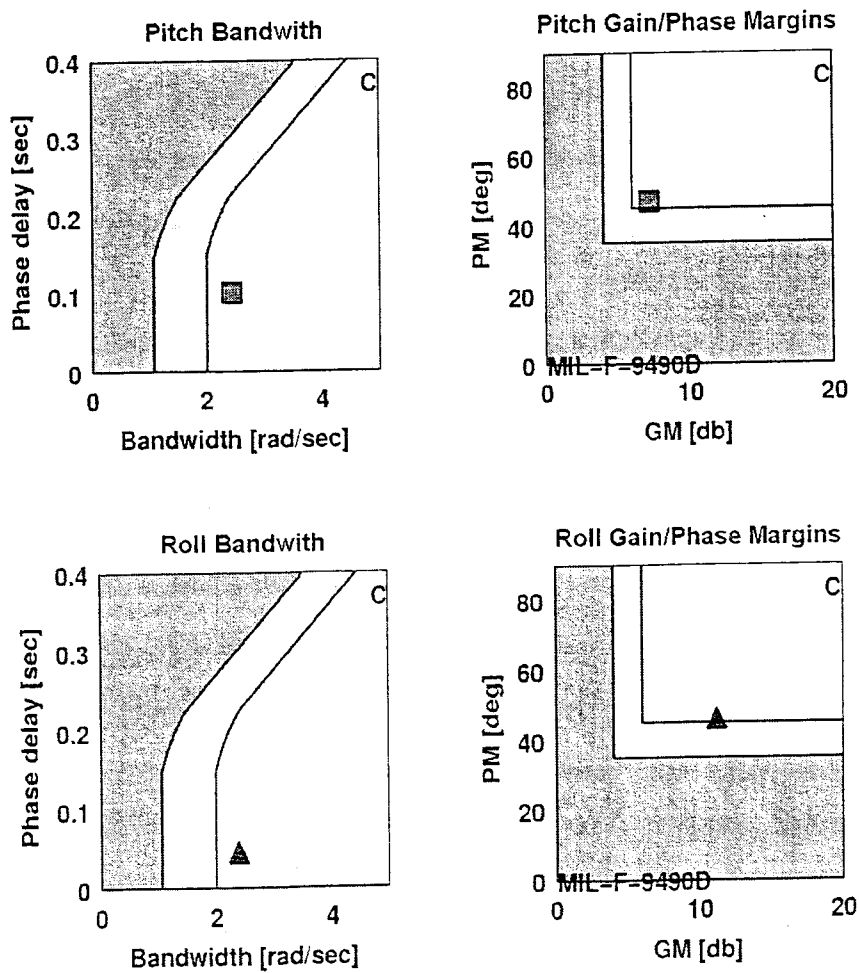 Pitch Bandwith
Phase delay [sec]
0.4
0.3
0.2
0.1
0
C
0 2 4
Bandwidth [rad/sec]
Pitch Gain/Phase Margins
PM [deg]
80
60
40
20
0
C
MIL-F-9490D
0 10 20
GM [db]
Roll Bandwith
Phase delay [sec]
0.4
0.3
0.2
0.1
0
C
0 2 4
Bandwidth [rad/sec]
Roll Gain/Phase Margins
PM [deg]
80
60
40
20
0
C
MIL-F-9490D
0 10 20
GM [db]